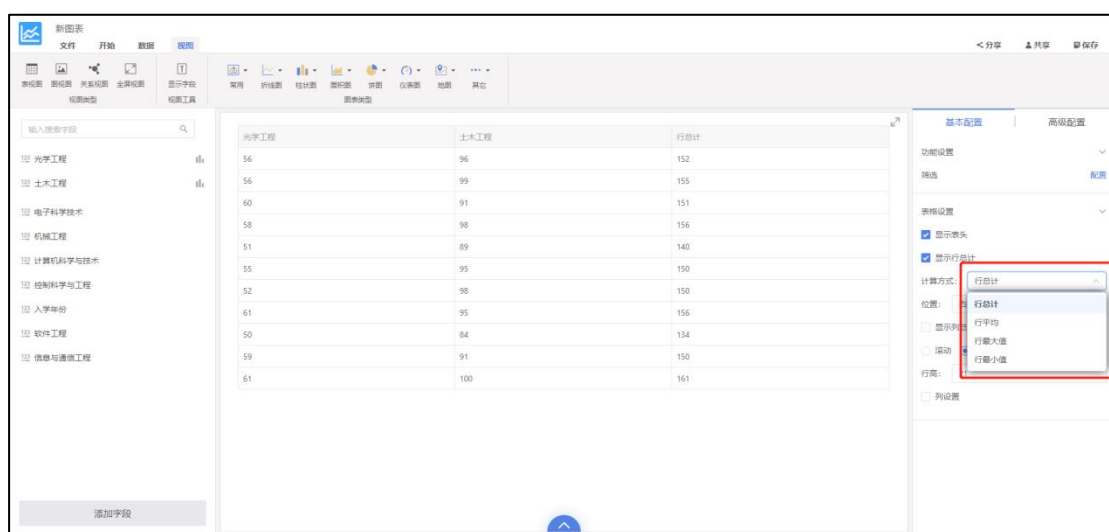 新图表
文件 开始 数据 视图
分享 共享 保存
表视图 图视图 关系视图 全屏视图 显示字段 常用 折线图 柱状图 面积图 饼图 仪表图 地图 其它
视图类型 视图工具 图表类型
输入搜索字段
光学工程
土木工程
电子科学技术
机械工程
计算机科学与技术
控制科学与工程
入学年份
软件工程
信息与通信工程
添加字段
光学工程 土木工程 行总计
56 96 152
56 99 155
60 91 151
58 98 156
51 89 140
55 95 150
52 98 150
61 95 156
50 84 134
59 91 150
61 100 161
基本配置 高级配置
功能设置
筛选 配置
表格设置
显示表头
显示行总计
计算方式: 行总计
位置:
行总计
行平均
行最大值
行最小值
显示列
滚动
行高:
列设置